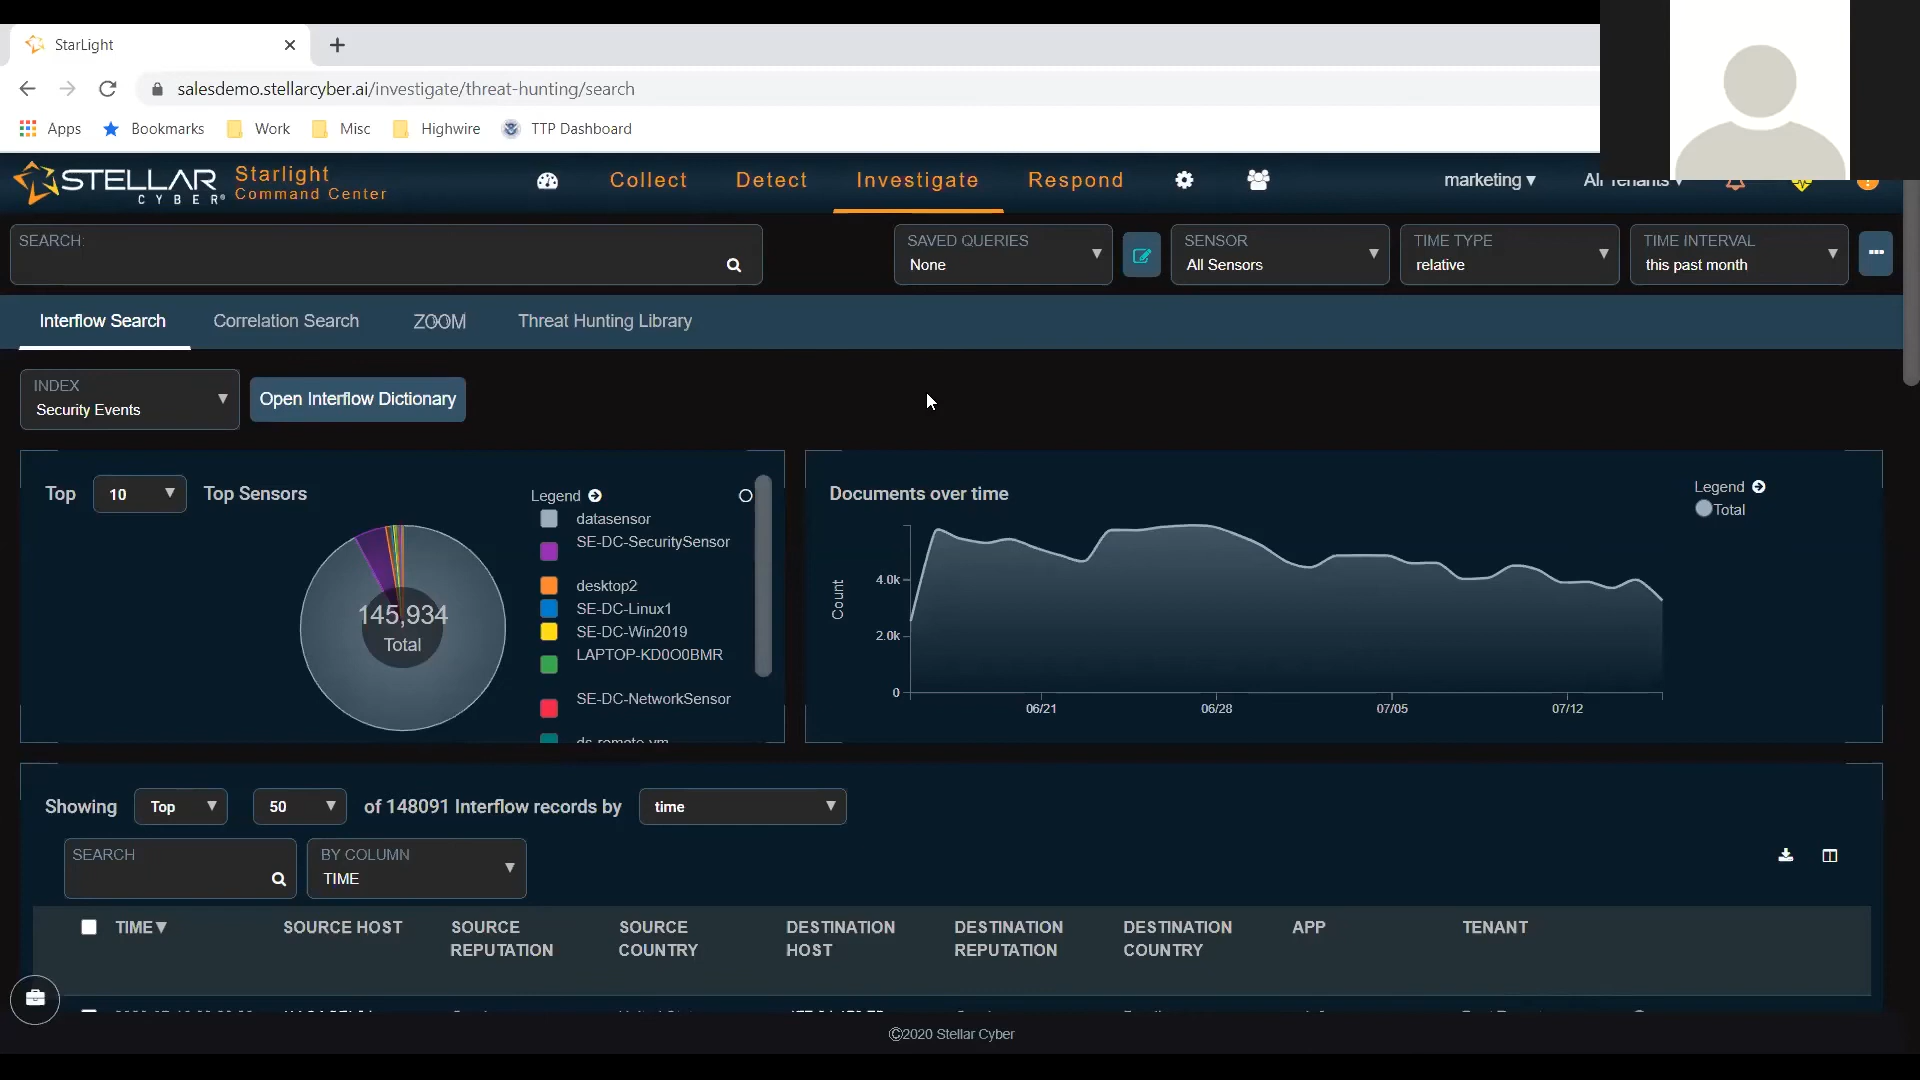 StarLight
salesdemo.stellarcyber.ai/investigate/threat-hunting/search
Apps Bookmarks Work Misc Highwire TTP Dashboard
STELLAR CYBER® Starlight Command Center
Collect Detect Investigate Respond marketing All Tenants
SEARCH:
SAVED QUERIES
None
SENSOR
All Sensors
TIME TYPE
relative
TIME INTERVAL
this past month
Interflow Search Correlation Search ZOOM Threat Hunting Library
INDEX
Security Events
Open Interflow Dictionary
Top 10 Top Sensors
Legend
datasensor
SE-DC-SecuritySensor
desktop2
SE-DC-Linux1
SE-DC-Win2019
LAPTOP-KD0O0BMR
SE-DC-NetworkSensor
145,934
Total
Documents over time
Legend
Total
Count
4.0k
2.0k
0
06/21 06/28 07/05 07/12
Showing Top 50 of 148091 Interflow records by time
SEARCH
BY COLUMN
TIME
TIME SOURCE HOST SOURCE REPUTATION SOURCE COUNTRY DESTINATION HOST DESTINATION REPUTATION DESTINATION COUNTRY APP TENANT
©2020 Stellar Cyber